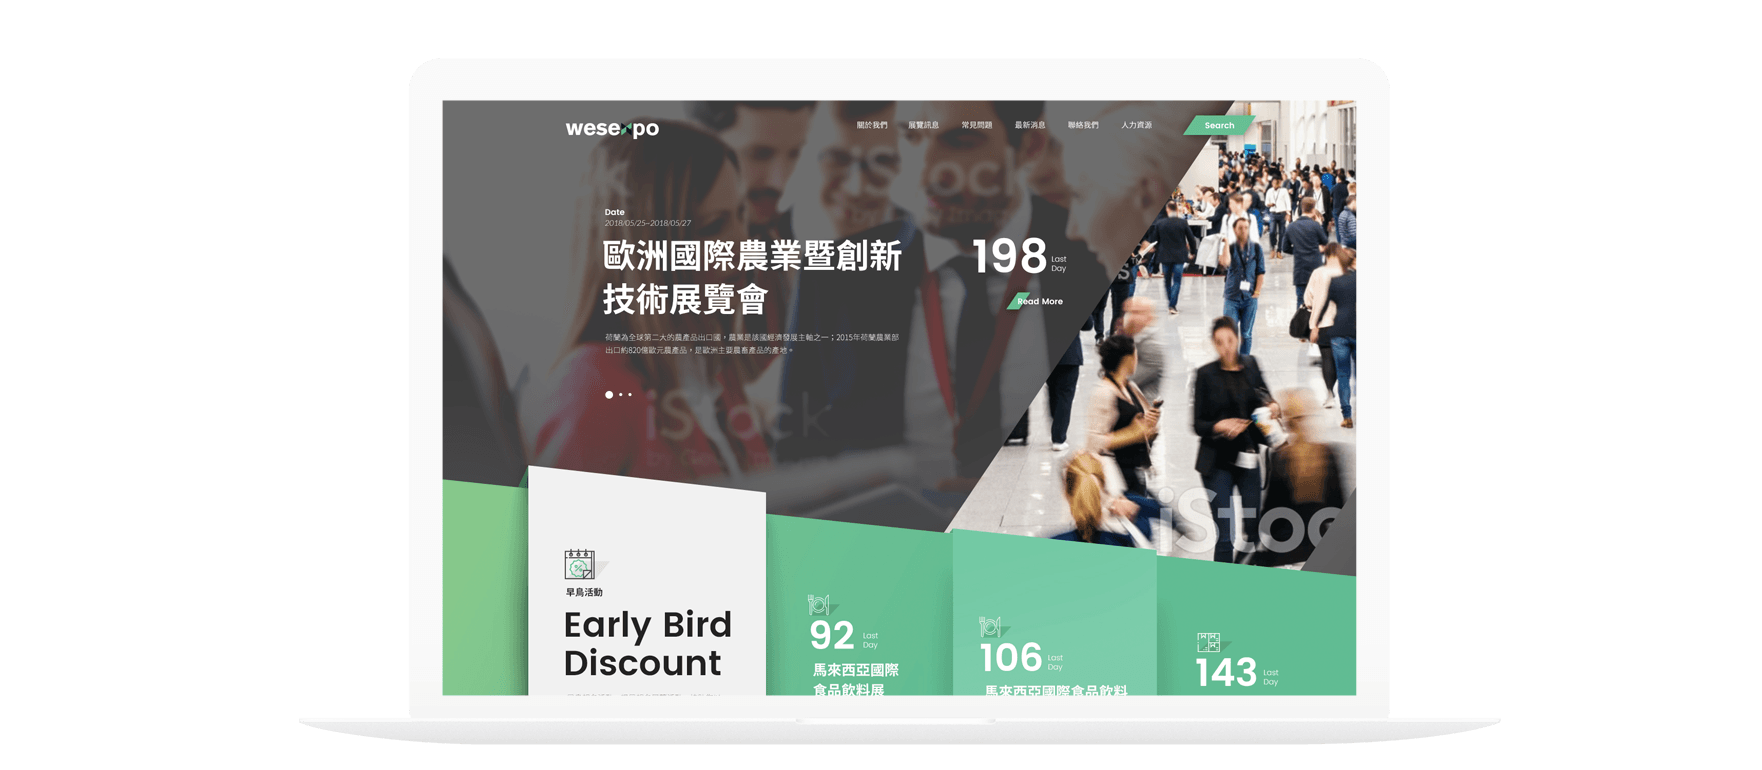 wesexpo
關於我們
展覽訊息
常見問題
最新消息
聯絡我們
人力資源
Search
Date
2018/05/25~2018/05/27
歐洲國際農業暨創新
技術展覽會
198
Last
Day
Read More
荷蘭為全球第二大的農產品出口國，農業是該國經濟發展主軸之一；2015年荷蘭農業部
出口約820億歐元農產品，是歐洲主要農畜產品的產地。
iStock
iStock
iStoc
早鳥活動
Early Bird
Discount
92
Last
Day
馬來西亞國際
食品飲料展
106
Last
Day
馬來西亞國際食品飲料
143
Last
Day